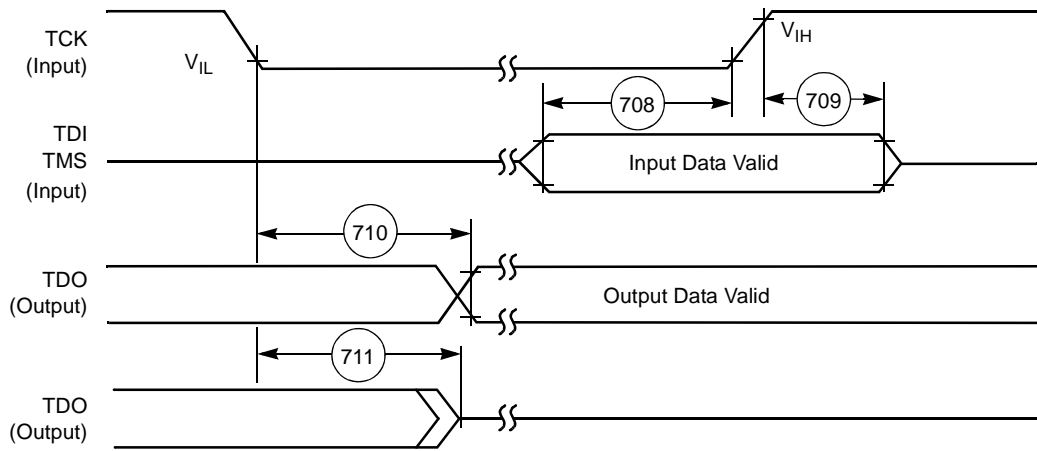 TCK
(Input)
V_IL
V_IH
708
709
TDI
TMS
(Input)
Input Data Valid
710
TDO
(Output)
Output Data Valid
711
TDO
(Output)